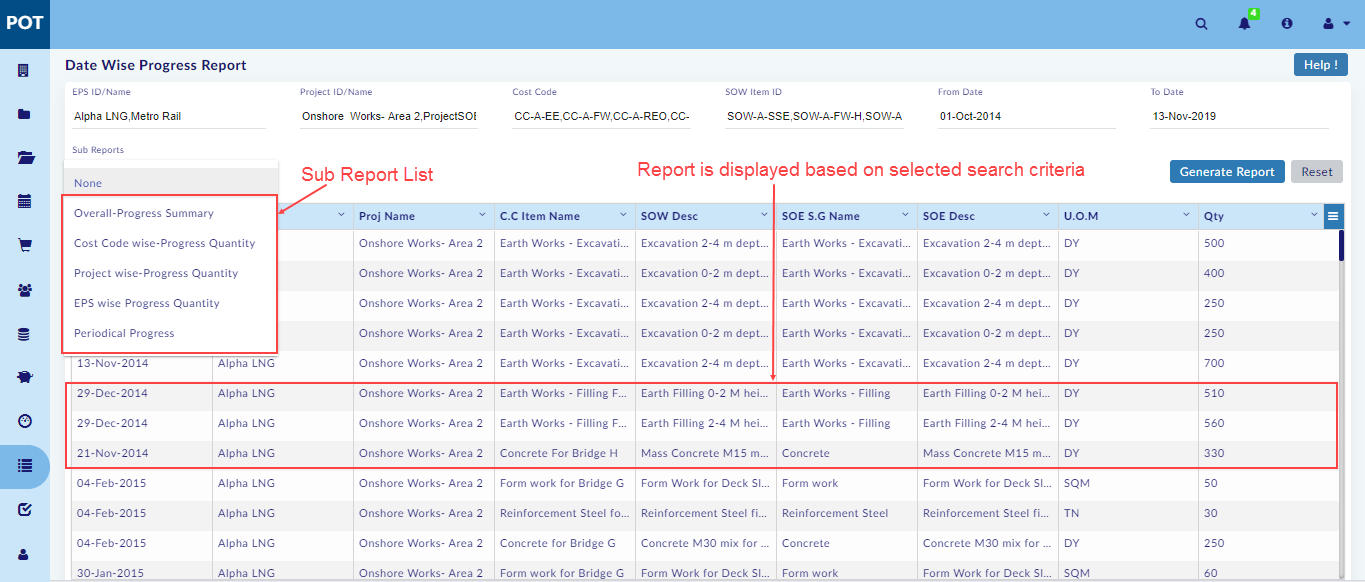 POT
4
Date Wise Progress Report
Help !
EPS ID/Name Project ID/Name Cost Code SOW Item ID From Date To Date
Alpha LNG,Metro Rail Onshore Works- Area 2,ProjectSOE CC-A-EE,CC-A-FW,CC-A-REO,CC- SOW-A-SSE,SOW-A-FW-H,SOW-A 01-Oct-2014 13-Nov-2019
Sub Reports
None
Overall-Progress Summary
Cost Code wise-Progress Quantity
Project wise-Progress Quantity
EPS wise Progress Quantity
Periodical Progress
Sub Report List
Report is displayed based on selected search criteria
Generate Report Reset
Proj Name C.C Item Name SOW Desc SOE S.G Name SOE Desc U.O.M Qty
Onshore Works- Area 2 Earth Works - Excavati... Excavation 2-4 m dept... Earth Works - Excavati... Excavation 2-4 m dept... DY 500
Onshore Works- Area 2 Earth Works - Excavati... Excavation 0-2 m dept... Earth Works - Excavati... Excavation 0-2 m dept... DY 400
Onshore Works- Area 2 Earth Works - Excavati... Excavation 2-4 m dept... Earth Works - Excavati... Excavation 2-4 m dept... DY 250
Onshore Works- Area 2 Earth Works - Excavati... Excavation 0-2 m dept... Earth Works - Excavati... Excavation 0-2 m dept... DY 250
13-Nov-2014 Alpha LNG Onshore Works- Area 2 Earth Works - Excavati... Excavation 2-4 m dept... Earth Works - Excavati... Excavation 2-4 m dept... DY 700
29-Dec-2014 Alpha LNG Onshore Works- Area 2 Earth Works - Filling F... Earth Filling 0-2 M hei... Earth Works - Filling Earth Filling 0-2 M hei... DY 510
29-Dec-2014 Alpha LNG Onshore Works- Area 2 Earth Works - Filling F... Earth Filling 2-4 M hei... Earth Works - Filling Earth Filling 2-4 M hei... DY 560
21-Nov-2014 Alpha LNG Onshore Works- Area 2 Concrete For Bridge H Mass Concrete M15 m... Concrete Mass Concrete M15 m... DY 330
04-Feb-2015 Alpha LNG Onshore Works- Area 2 Form work for Bridge G Form Work for Deck Sl... Form work Form Work for Deck Sl... SQM 50
04-Feb-2015 Alpha LNG Onshore Works- Area 2 Reinforcement Steel fo... Reinforcement Steel fi... Reinforcement Steel Reinforcement Steel fi... TN 30
04-Feb-2015 Alpha LNG Onshore Works- Area 2 Concrete for Bridge G Concrete M30 mix for ... Concrete Concrete M30 mix for ... DY 250
30-Jan-2015 Alpha LNG Onshore Works- Area 2 Form work for Bridge G Form Work for Deck Sl... Form work Form Work for Deck Sl... SQM 60